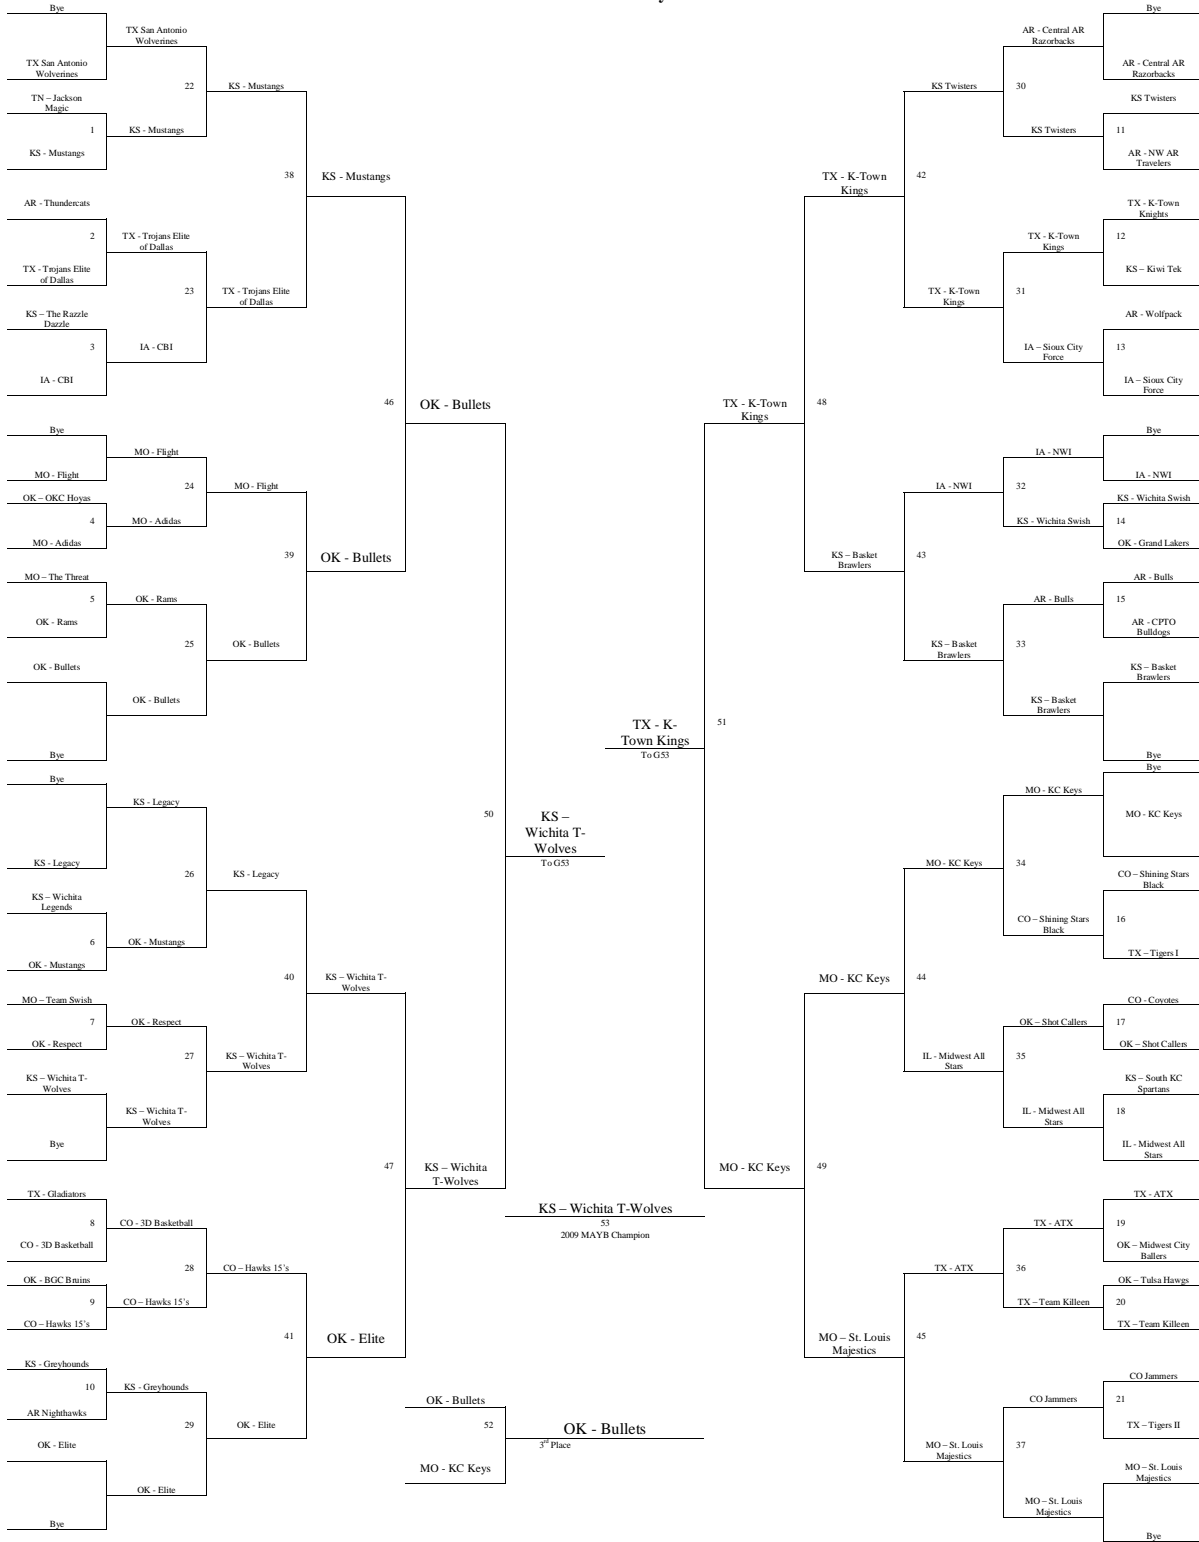 Bye
TX San Antonio
Wolverines
TX San Antonio
Wolverines
22
KS - Mustangs
TN – Jackson
Magic
1
KS - Mustangs
KS - Mustangs
38
KS - Mustangs
AR - Thundercats
2
TX - Trojans Elite
of Dallas
TX - Trojans Elite
of Dallas
23
TX - Trojans Elite
of Dallas
KS – The Razzle
Dazzle
3
IA - CBI
IA - CBI
46
OK - Bullets
Bye
MO - Flight
MO - Flight
24
MO - Flight
OK – OKC Hoyas
4
MO - Adidas
MO - Adidas
39
OK - Bullets
MO – The Threat
5
OK - Rams
OK - Rams
25
OK - Bullets
OK - Bullets
OK - Bullets
Bye
Bye
KS - Legacy
50
KS –
Wichita T-
Wolves
To G53
KS - Legacy
26
KS - Legacy
KS – Wichita
Legends
6
OK - Mustangs
OK - Mustangs
40
KS – Wichita T-
Wolves
MO – Team Swish
7
OK - Respect
OK - Respect
27
KS – Wichita T-
Wolves
KS – Wichita T-
Wolves
KS – Wichita T-
Wolves
Bye
47
KS – Wichita
T-Wolves
TX - Gladiators
8
CO - 3D Basketball
CO - 3D Basketball
28
CO – Hawks 15’s
OK - BGC Bruins
9
CO – Hawks 15’s
CO – Hawks 15’s
41
OK - Elite
KS - Greyhounds
10
KS - Greyhounds
AR Nighthawks
29
OK - Elite
OK - Elite
OK - Elite
Bye
KS – Wichita T-Wolves
53
2009 MAYB Champion
OK - Bullets
52
OK - Bullets
3rd Place
MO - KC Keys
TX - K-
Town Kings
To G53
51
Bye
AR - Central AR
Razorbacks
AR - Central AR
Razorbacks
KS Twisters
30
KS Twisters
KS Twisters
11
AR - NW AR
Travelers
TX - K-Town
Kings
42
TX - K-Town
Knights
TX - K-Town
Kings
12
KS – Kiwi Tek
TX - K-Town
Kings
31
AR - Wolfpack
IA – Sioux City
Force
13
IA – Sioux City
Force
TX - K-Town
Kings
48
Bye
IA - NWI
IA - NWI
IA - NWI
32
KS - Wichita Swish
KS - Wichita Swish
14
OK - Grand Lakers
KS – Basket
Brawlers
43
AR - Bulls
AR - Bulls
15
AR - CPTO
Bulldogs
KS – Basket
Brawlers
33
KS – Basket
Brawlers
KS – Basket
Brawlers
Bye
Bye
MO - KC Keys
MO - KC Keys
MO - KC Keys
34
CO – Shining Stars
Black
CO – Shining Stars
Black
16
TX – Tigers I
MO - KC Keys
44
CO - Coyotes
OK – Shot Callers
17
OK – Shot Callers
IL - Midwest All
Stars
35
KS – South KC
Spartans
IL - Midwest All
Stars
18
IL - Midwest All
Stars
MO - KC Keys
49
TX - ATX
TX - ATX
19
OK – Midwest City
Ballers
TX - ATX
36
OK – Tulsa Hawgs
TX – Team Killeen
20
TX – Team Killeen
MO – St. Louis
Majestics
45
CO Jammers
CO Jammers
21
TX – Tigers II
MO – St. Louis
Majestics
37
MO – St. Louis
Majestics
MO – St. Louis
Majestics
Bye